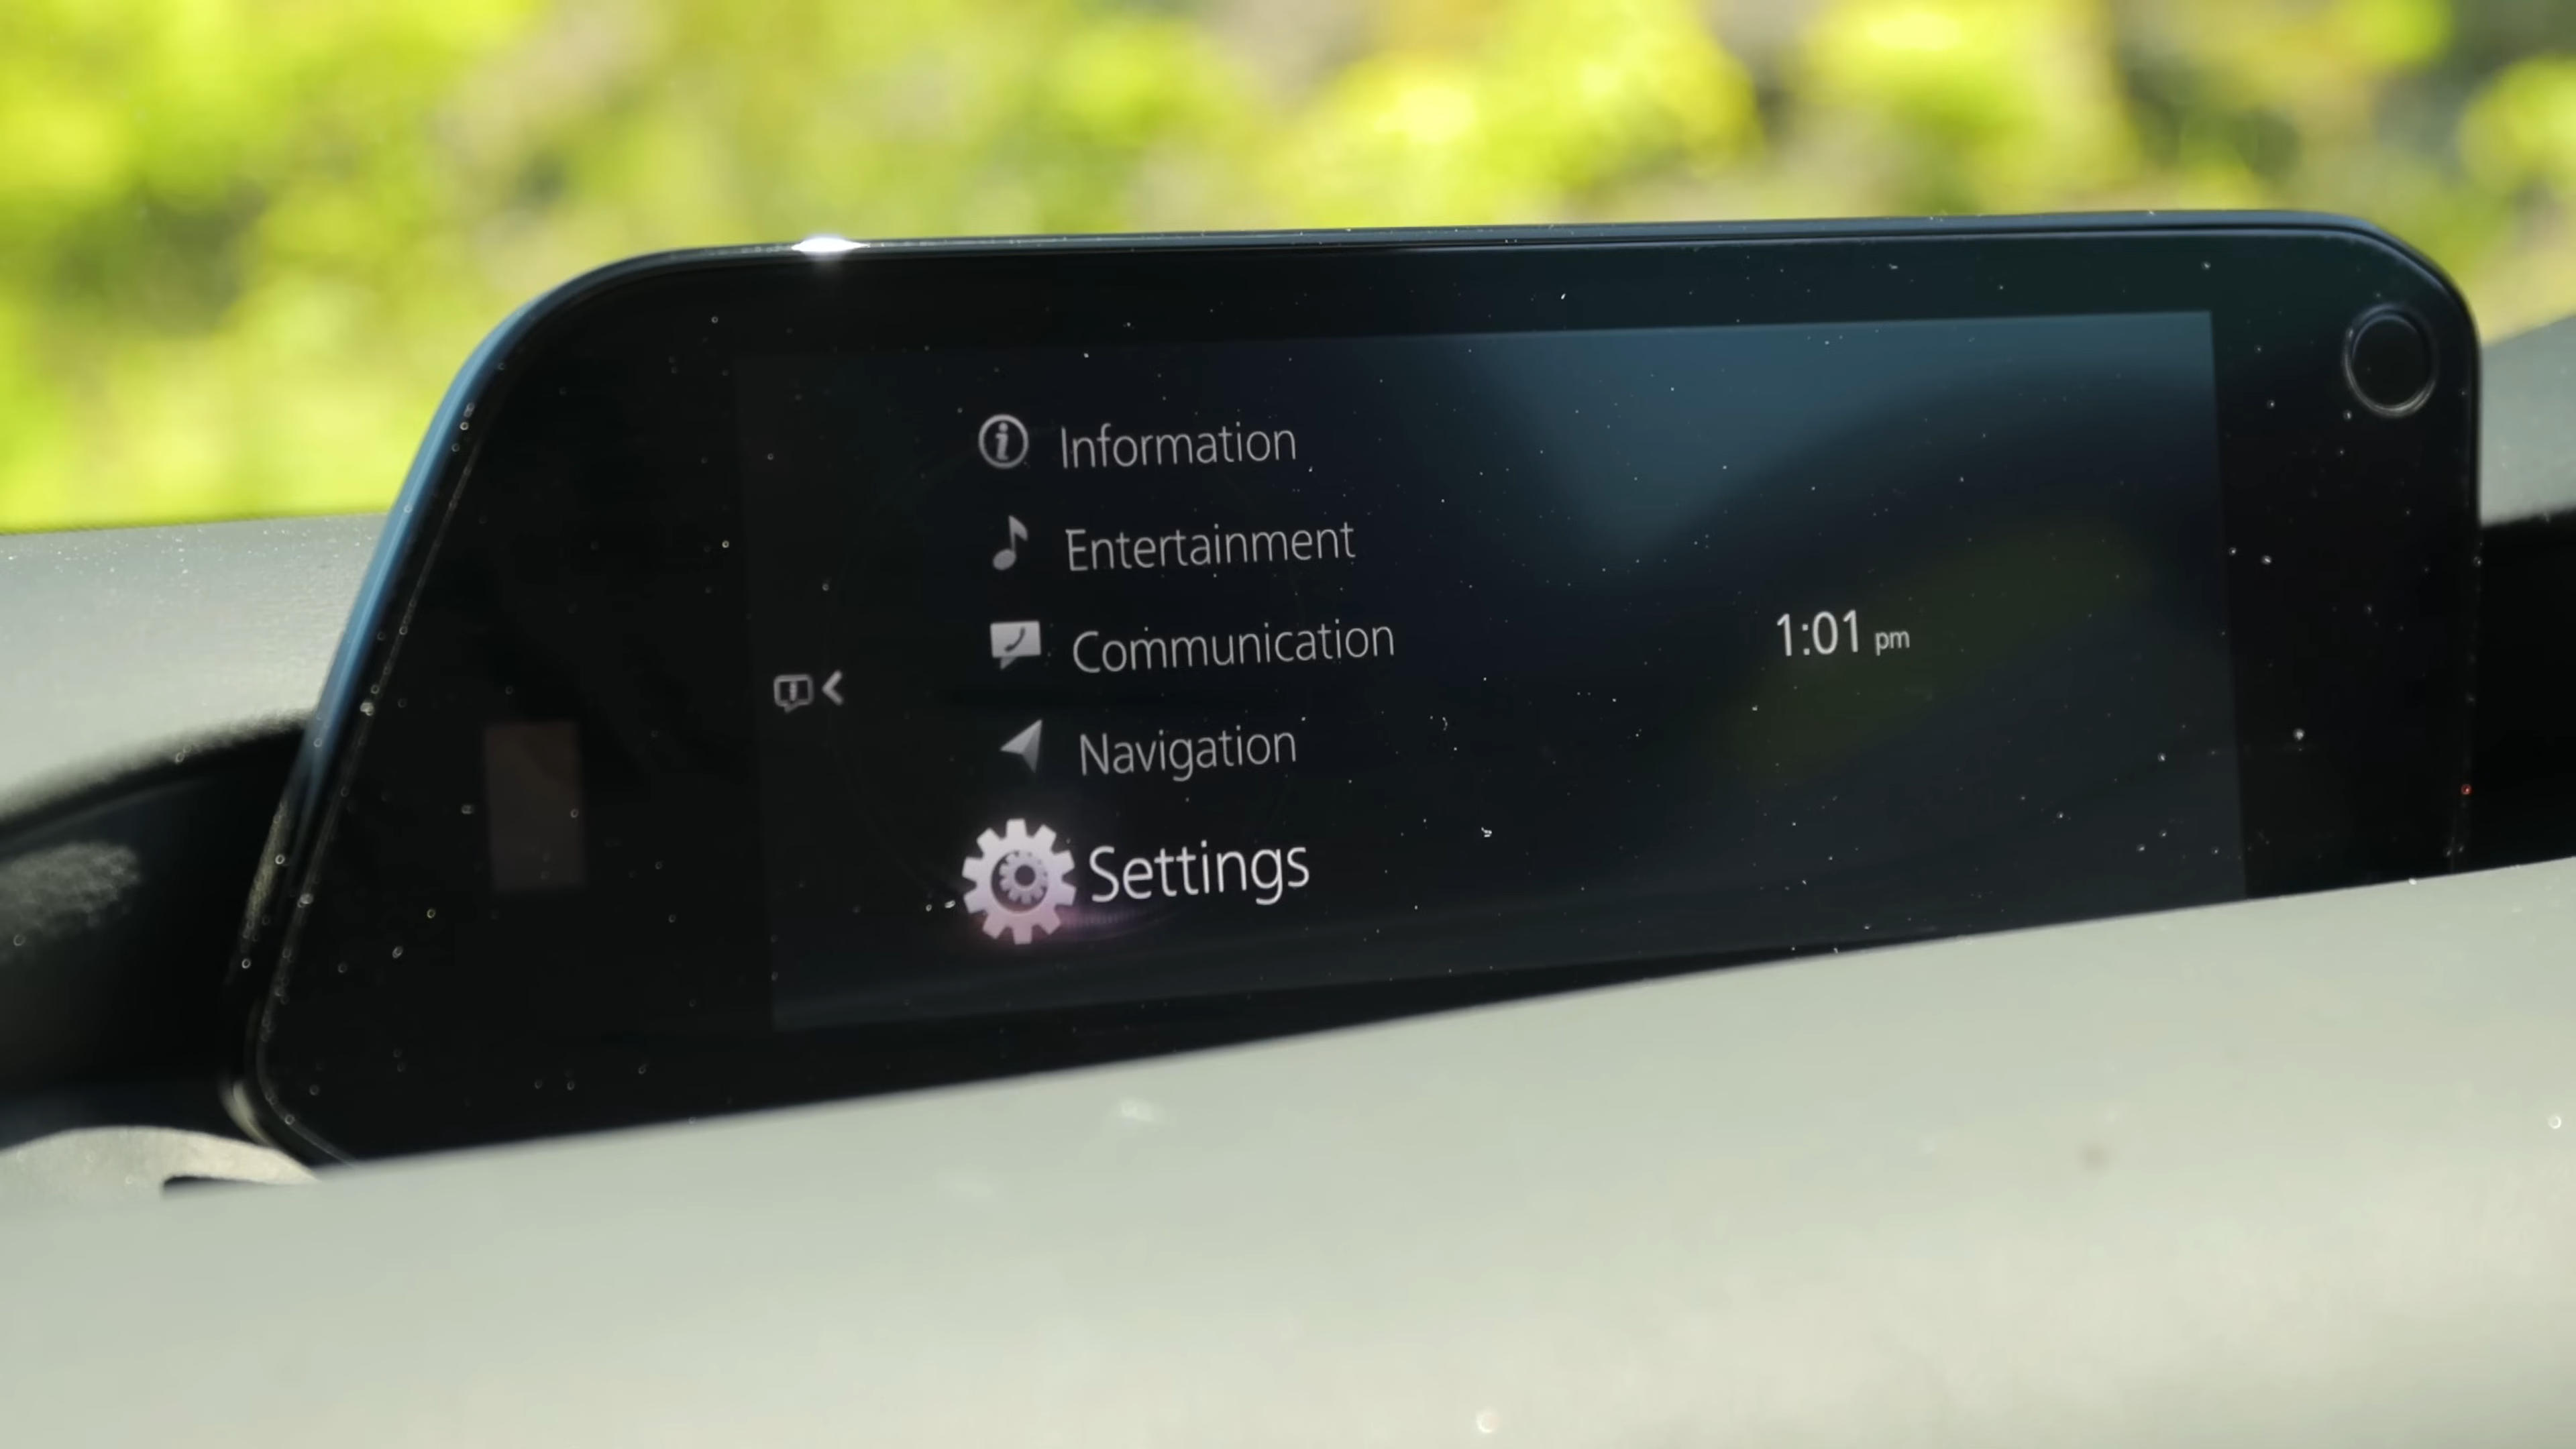 Information
Entertainment
Communication
1:01 pm
Navigation
Settings